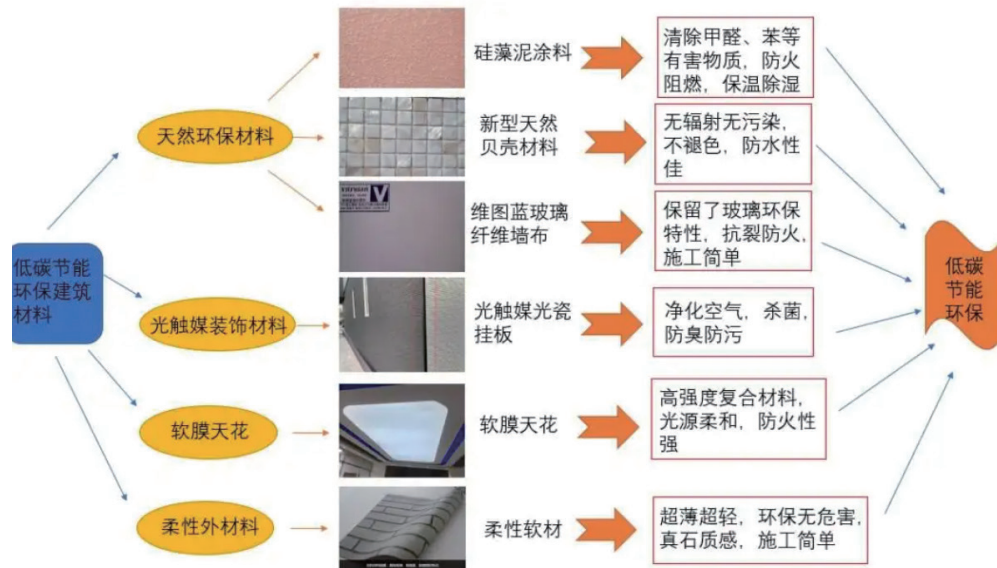 低碳节能
环保建筑
材料
天然环保材料
光触媒装饰材料
软膜天花
柔性外材料
硅藻泥涂料
清除甲醛、苯等
有害物质，防火
阻燃，保温除湿
新型天然
贝壳材料
无辐射无污染，
不褪色，防水性
佳
V
维图蓝玻璃
纤维墙布
保留了玻璃环保
特性，抗裂防火，
施工简单
光触媒光瓷
挂板
净化空气，杀菌，
防臭防污
软膜天花
高强度复合材料，
光源柔和，防火性
强
柔性软材
超薄超轻，环保无危害，
真石质感，施工简单
低碳
节能
环保